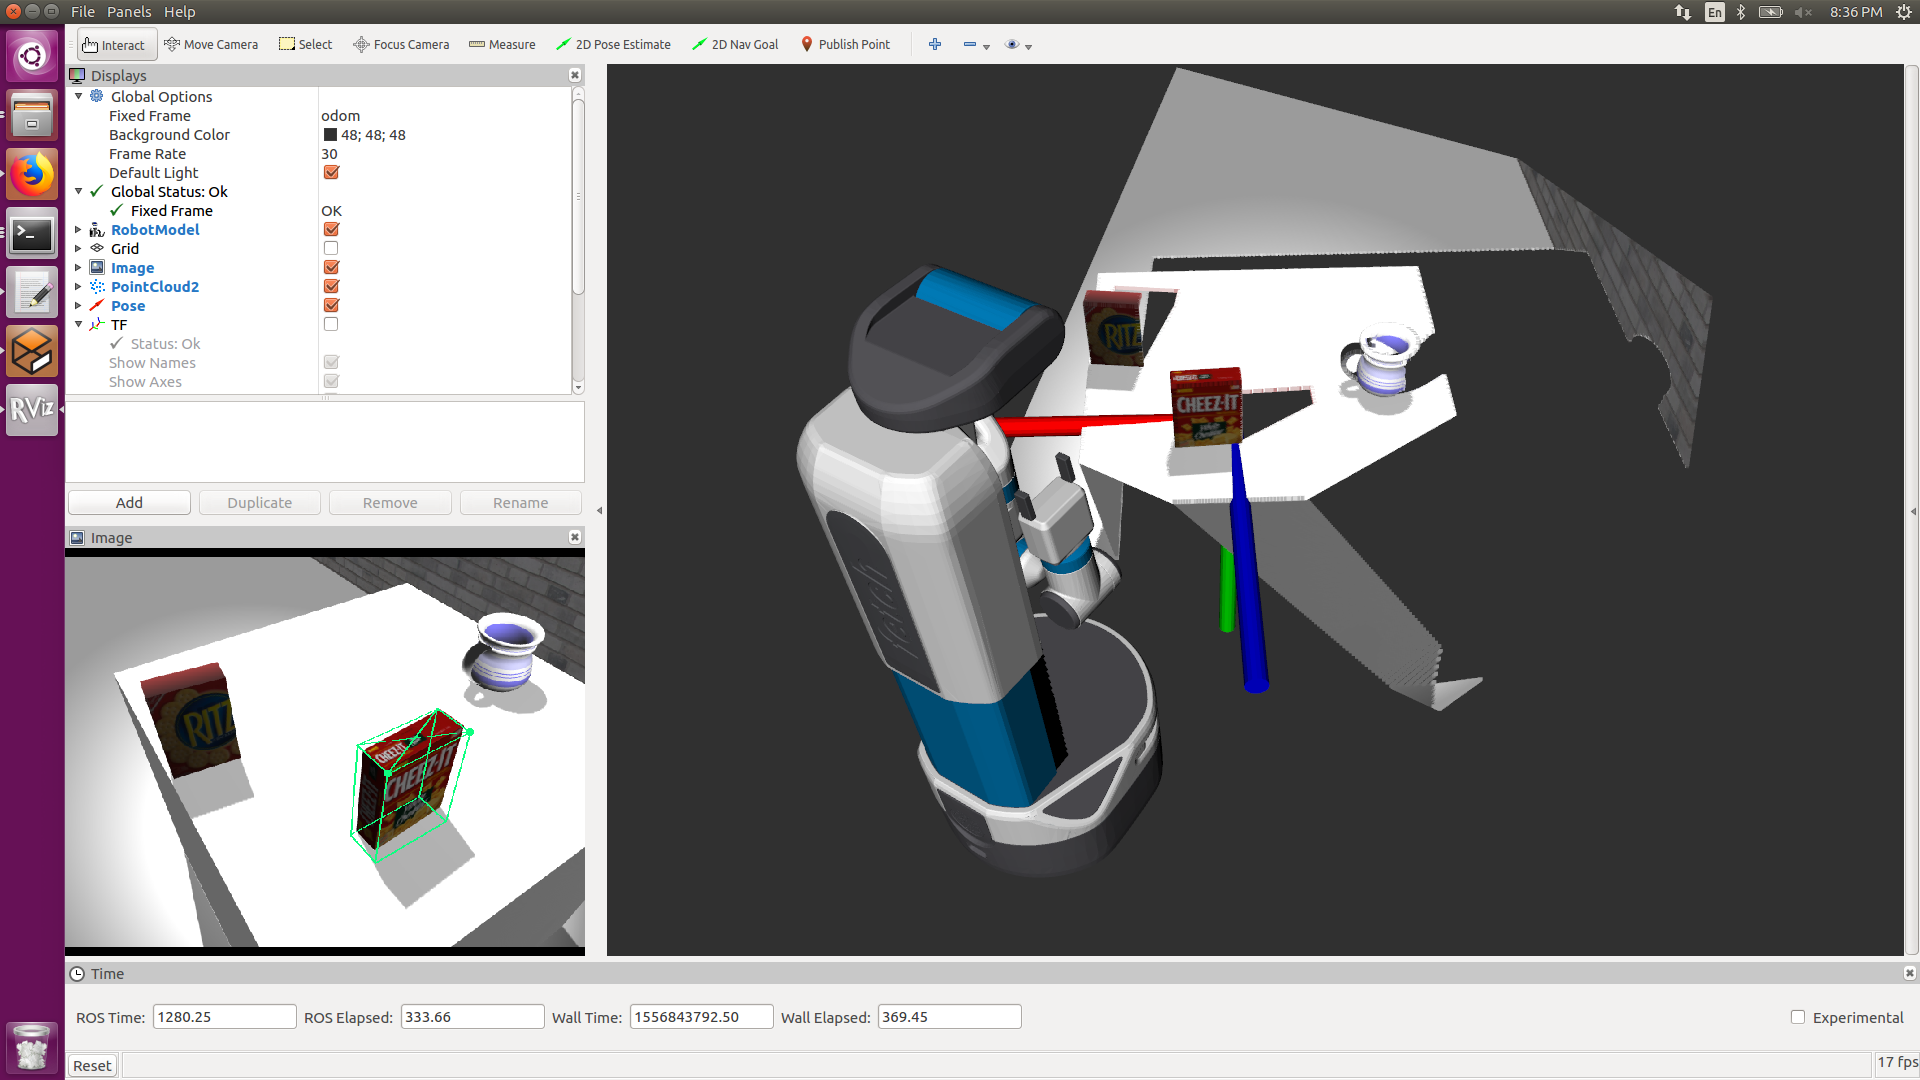 File Panels Help
En 8:36 PM
Interact Move Camera Select Focus Camera Measure 2D Pose Estimate 2D Nav Goal Publish Point
Displays
Global Options
Fixed Frame odom
Background Color 48; 48; 48
Frame Rate 30
Default Light
Global Status: Ok
Fixed Frame OK
RobotModel
Grid
Image
PointCloud2
Pose
TF
Status: Ok
Show Names
Show Axes
RViz
Add Duplicate Remove Rename
Image
RITZ
CHEEZ-IT
CHEEZ-IT
RITZ
CHEEZ-IT
Time
ROS Time: 1280.25 ROS Elapsed: 333.66 Wall Time: 1556843792.50 Wall Elapsed: 369.45 Experimental
Reset 17 fps